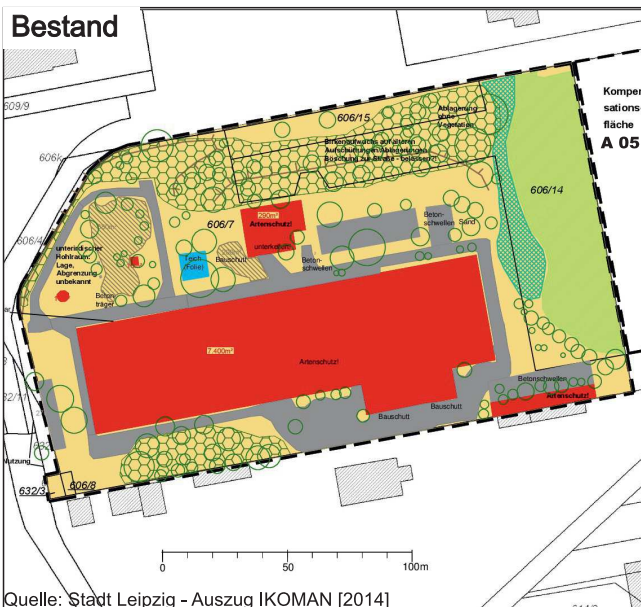 Bestand
609/9
606/15
Ablagerung
ohne
Vegetation
Kompen
sations
fläche
A 05
Birkenaufwuchs auf älteren
Aufschüttungen/Ablagerungen
Böschung zur Straße - belassen?!
606/14
290m²
Artenschutz!
606/7
unterkellert
Beton-
schwellen
Sand
unterirdischer
Hohlraum:
Lage,
Abgrenzung
unbekannt
Teich
(Folie)
Bauschutt
Beton-
schwellen
Beton-
träger
7.400m²
Artenschutz!
Betonschwellen
Artenschutz!
Bauschutt
Bauschutt
Nutzung
632/3
606/8
0
50
100m
Quelle: Stadt Leipzig - Auszug IKOMAN [2014]